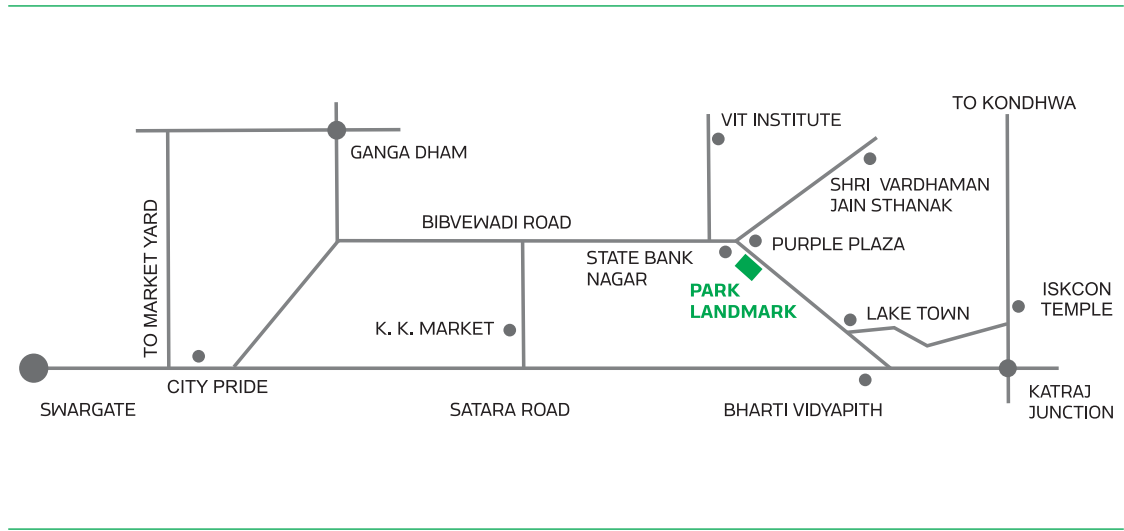 TO KONDHWA
VIT INSTITUTE
GANGA DHAM
SHRI VARDHAMAN
JAIN STHANAK
BIBVEWADI ROAD
PURPLE PLAZA
STATE BANK
NAGAR
TO MARKET YARD
PARK
LANDMARK
ISKCON
TEMPLE
LAKE TOWN
K. K. MARKET
CITY PRIDE
SWARGATE
SATARA ROAD
BHARTI VIDYAPITH
KATRAJ
JUNCTION